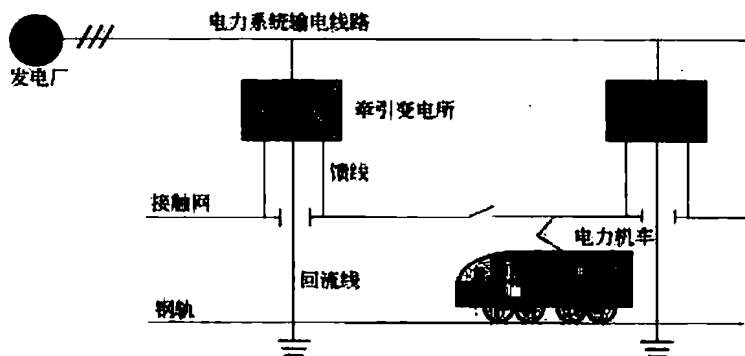 电力系统输电线路
发电厂
牵引变电所
馈线
接触网
电力机车
回流线
钢轨